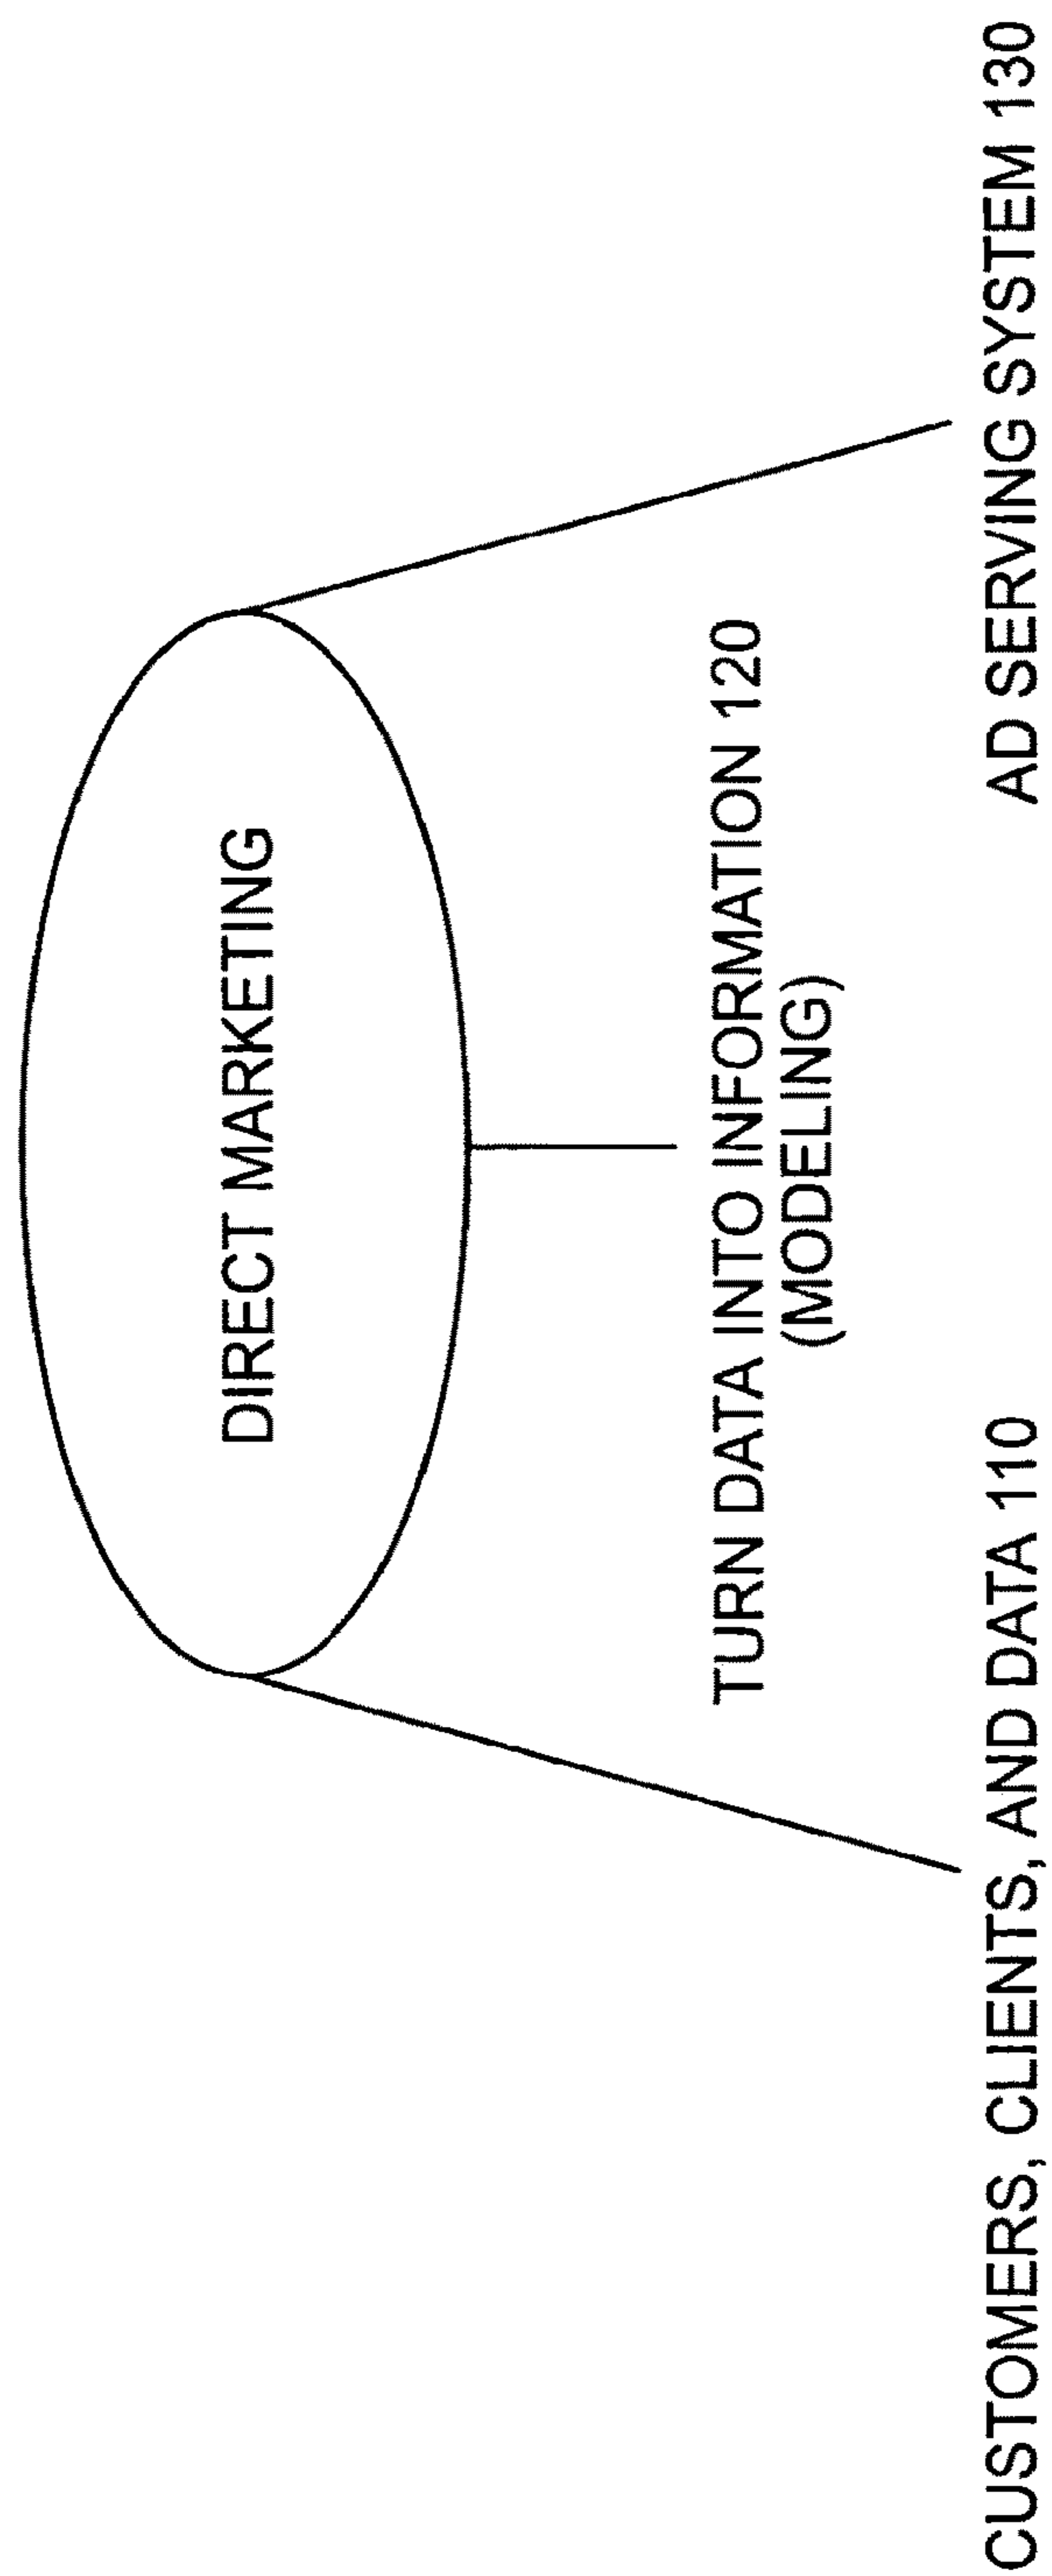 DIRECT MARKETING
TURN DATA INTO INFORMATION 120
(MODELING)
CUSTOMERS, CLIENTS, AND DATA 110
AD SERVING SYSTEM 130